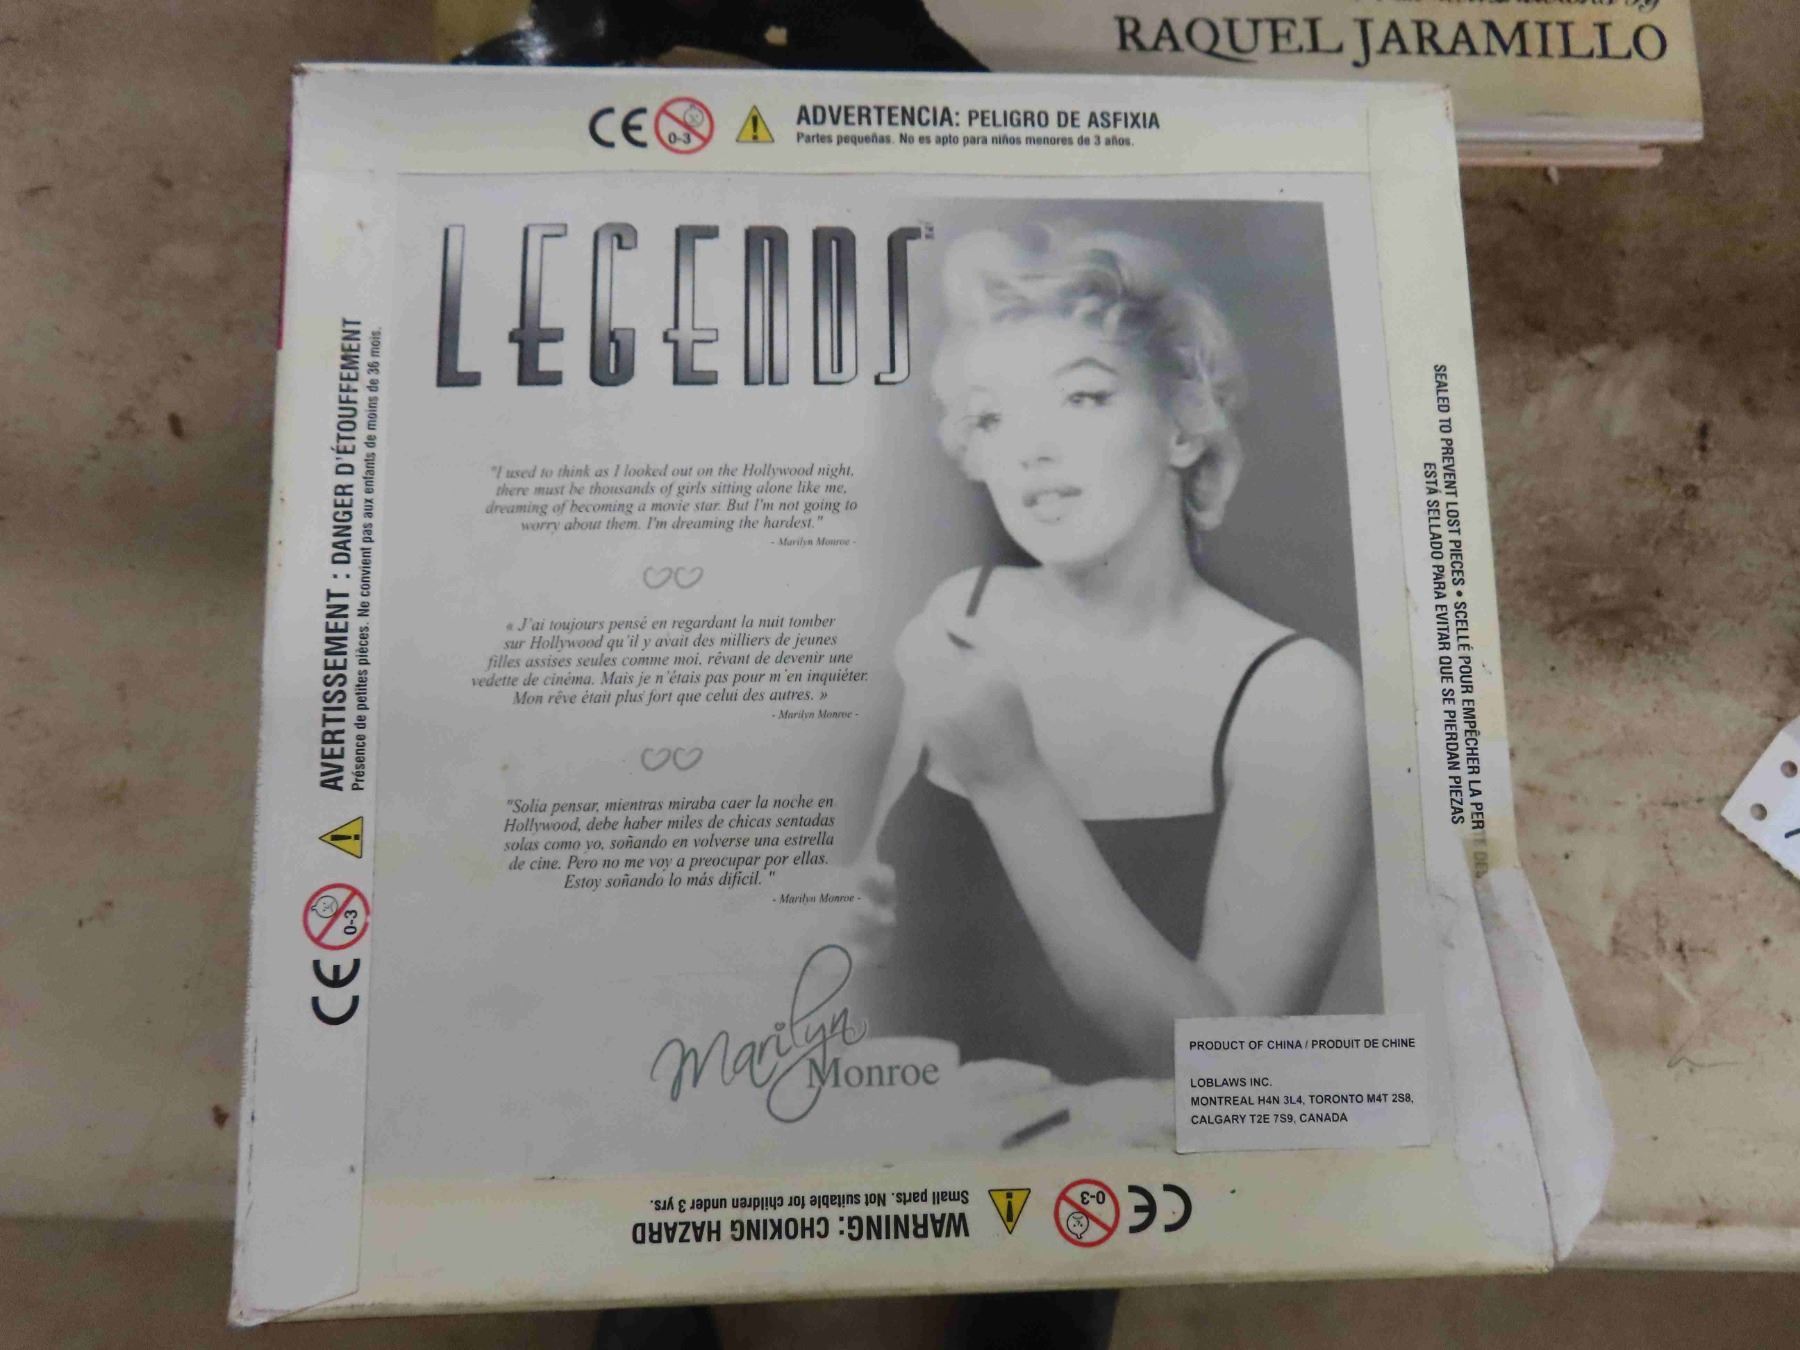 RAQUEL JARAMILLO
CE 0-3 ADVERTENCIA: PELIGRO DE ASFIXIA
Partes pequeñas. No es apto para niños menores de 3 años.
LEGENDS™
"I used to think as I looked out on the Hollywood night,
there must be thousands of girls sitting alone like me,
dreaming of becoming a movie star. But I'm not going to
worry about them. I'm dreaming the hardest."
- Marilyn Monroe -
« J'ai toujours pensé en regardant la nuit tomber
sur Hollywood qu'il y avait des milliers de jeunes
filles assises seules comme moi, rêvant de devenir une
vedette de cinéma. Mais je n'étais pas pour m'en inquiéter.
Mon rêve était plus fort que celui des autres. »
- Marilyn Monroe -
"Solía pensar, mientras miraba caer la noche en
Hollywood, debe haber miles de chicas sentadas
solas como yo, soñando en volverse una estrella
de cine. Pero no me voy a preocupar por ellas.
Estoy soñando lo más difícil. "
- Marilyn Monroe -
Marilyn
Monroe
PRODUCT OF CHINA / PRODUIT DE CHINE
LOBLAWS INC.
MONTREAL H4N 3L4, TORONTO M4T 2S8,
CALGARY T2E 7S9, CANADA
CE 0-3 AVERTISSEMENT : DANGER D'ÉTOUFFEMENT
Présence de petites pièces. Ne convient pas aux enfants de moins de 36 mois.
SEALED TO PREVENT LOST PIECES • SCELLÉ POUR EMPÊCHER LA PERTE DES
ESTÁ SELLADO PARA EVITAR QUE SE PIERDAN PIEZAS
CE 0-3 WARNING: CHOKING HAZARD
Small parts. Not suitable for children under 3 yrs.